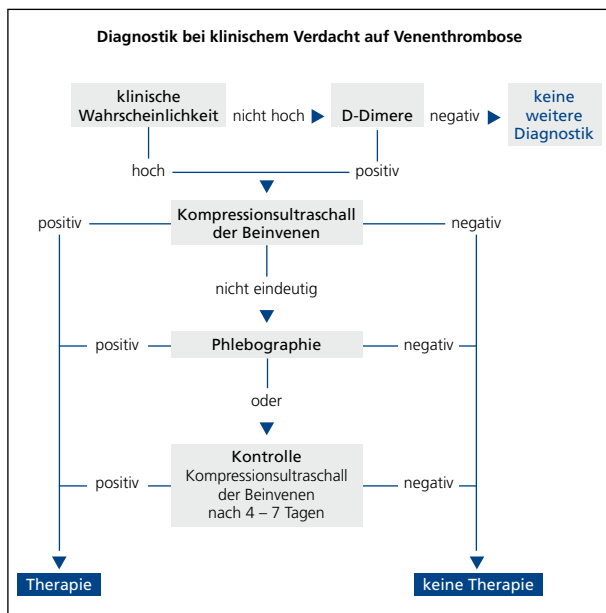 Diagnostik bei klinischem Verdacht auf Venenthrombose
klinische
Wahrscheinlichkeit
nicht hoch
D-Dimere
negativ
keine
weitere
Diagnostik
hoch
positiv
positiv
Kompressionsultraschall
der Beinvenen
negativ
nicht eindeutig
positiv
Phlebographie
negativ
oder
positiv
Kontrolle
Kompressionsultraschall
der Beinvenen
nach 4 – 7 Tagen
negativ
Therapie
keine Therapie